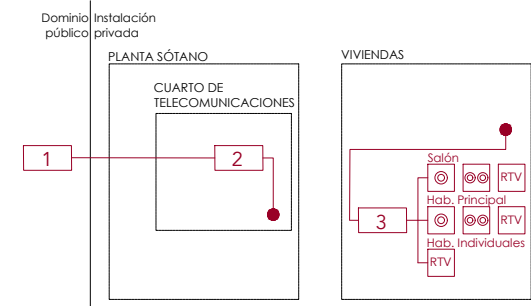 Dominio Instalación
público privada
PLANTA SÓTANO
VIVIENDAS
CUARTO DE
TELECOMUNICACIONES
1
2
3
Salón
RTV
Hab. Principal
RTV
Hab. Individuales
RTV